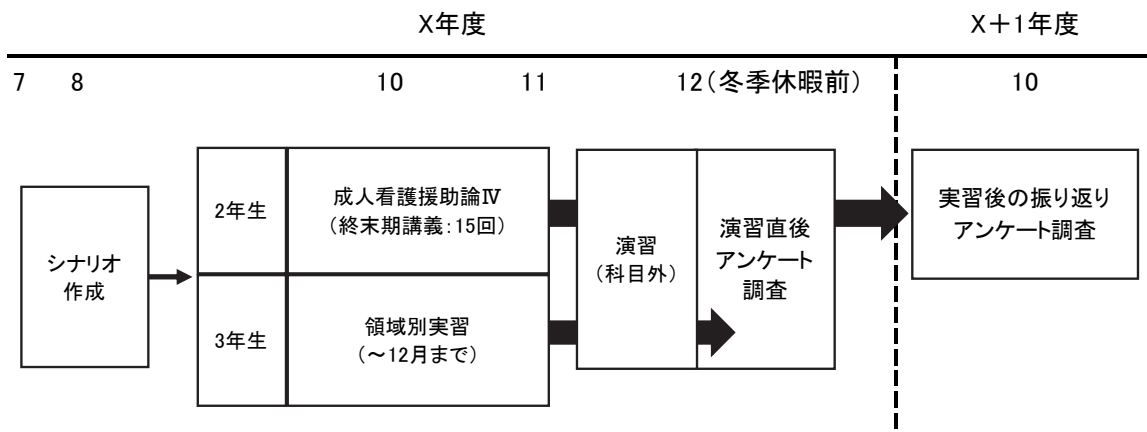 X年度
X＋1年度
7
8
10
11
12（冬季休暇前）
10
シナリオ
作成
2年生
成人看護援助論Ⅳ
（終末期講義：15回）
3年生
領域別実習
（～12月まで）
演習
（科目外）
演習直後
アンケート
調査
実習後の振り返り
アンケート調査